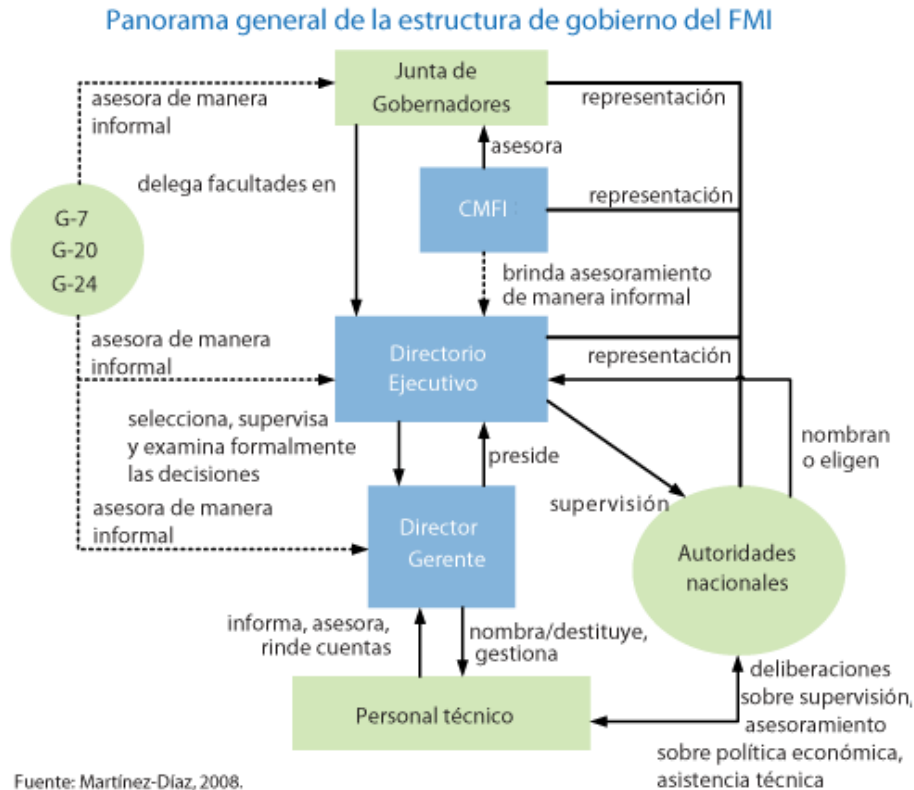 Panorama general de la estructura de gobierno del FMI
Junta de
Gobernadores
asesora de manera
informal
representación
asesora
delega facultades en
CMFI
representación
G-7
G-20
G-24
brinda asesoramiento
de manera informal
asesora de manera
informal
Directorio
Ejecutivo
representación
selecciona, supervisa
y examina formalmente
las decisiones
preside
nombran
o eligen
asesora de manera
informal
supervisión
Director
Gerente
Autoridades
nacionales
informa, asesora,
rinde cuentas
nombra/destituye,
gestiona
Personal técnico
deliberaciones
sobre supervisión,
asesoramiento
sobre política económica,
asistencia técnica
Fuente: Martínez-Díaz, 2008.